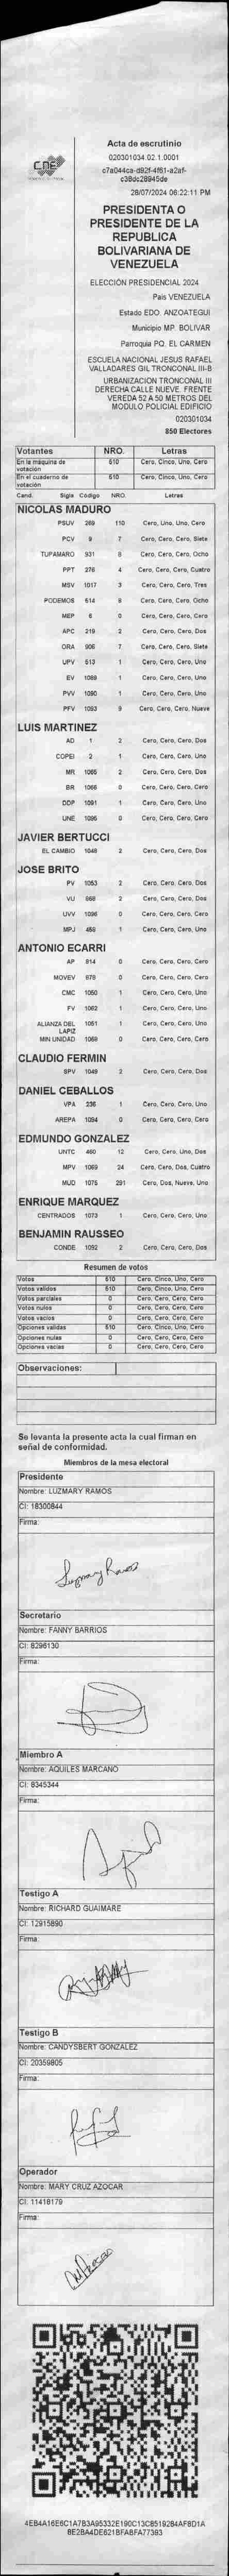 CNE
Acta de escrutinio
020301034.02.1.0001
c7a044ca-d92f-4f61-a2af-
c38dc28945de
28/07/2024 06:22:11 PM
PRESIDENTA O
PRESIDENTE DE LA
REPUBLICA
BOLIVARIANA DE
VENEZUELA
ELECCIÓN PRESIDENCIAL 2024
Pais VENEZUELA
Estado EDO. ANZOATEGUI
Municipio MP. BOLIVAR
Parroquia PQ. EL CARMEN
ESCUELA NACIONAL JESUS RAFAEL
VALLADARES GIL TRONCONAL III-B
URBANIZACION TRONCONAL III
DERECHA CALLE NUEVE. FRENTE
VEREDA 52 A 50 METROS DEL
MODULO POLICIAL EDIFICIO
020301034
850 Electores
Votantes NRO. Letras
En la máquina de votación 510 Cero, Cinco, Uno, Cero
En el cuaderno de votación 510 Cero, Cinco, Uno, Cero
Cand. Sigla Código NRO. Letras
NICOLAS MADURO
PSUV 269 110 Cero, Uno, Uno, Cero
PCV 9 7 Cero, Cero, Cero, Siete
TUPAMARO 931 8 Cero, Cero, Cero, Ocho
PPT 276 4 Cero, Cero, Cero, Cuatro
MSV 1017 3 Cero, Cero, Cero, Tres
PODEMOS 514 8 Cero, Cero, Cero, Ocho
MEP 6 0 Cero, Cero, Cero, Cero
APC 219 2 Cero, Cero, Cero, Dos
ORA 906 7 Cero, Cero, Cero, Siete
UPV 513 1 Cero, Cero, Cero, Uno
EV 1089 1 Cero, Cero, Cero, Uno
PVV 1090 1 Cero, Cero, Cero, Uno
PFV 1093 9 Cero, Cero, Cero, Nueve
LUIS MARTINEZ
AD 1 2 Cero, Cero, Cero, Dos
COPEI 2 1 Cero, Cero, Cero, Uno
MR 1065 2 Cero, Cero, Cero, Dos
BR 1066 0 Cero, Cero, Cero, Cero
DDP 1091 1 Cero, Cero, Cero, Uno
UNE 1096 0 Cero, Cero, Cero, Cero
JAVIER BERTUCCI
EL CAMBIO 1048 2 Cero, Cero, Cero, Dos
JOSE BRITO
PV 1053 2 Cero, Cero, Cero, Dos
VU 968 2 Cero, Cero, Cero, Dos
UVV 1098 0 Cero, Cero, Cero, Cero
MPJ 458 1 Cero, Cero, Cero, Uno
ANTONIO ECARRI
AP 914 0 Cero, Cero, Cero, Cero
MOVEV 979 0 Cero, Cero, Cero, Cero
CMC 1050 1 Cero, Cero, Cero, Uno
FV 1062 1 Cero, Cero, Cero, Uno
ALIANZA DEL LAPIZ 1051 1 Cero, Cero, Cero, Uno
MIN UNIDAD 1069 0 Cero, Cero, Cero, Cero
CLAUDIO FERMIN
SPV 1049 2 Cero, Cero, Cero, Dos
DANIEL CEBALLOS
VPA 236 1 Cero, Cero, Cero, Uno
AREPA 1094 0 Cero, Cero, Cero, Cero
EDMUNDO GONZALEZ
UNTC 460 12 Cero, Cero, Uno, Dos
MPV 1069 24 Cero, Cero, Dos, Cuatro
MUD 1075 291 Cero, Dos, Nueve, Uno
ENRIQUE MARQUEZ
CENTRADOS 1073 1 Cero, Cero, Cero, Uno
BENJAMIN RAUSSEO
CONDE 1092 2 Cero, Cero, Cero, Dos
Resumen de votos
Votos 510 Cero, Cinco, Uno, Cero
Votos validos 510 Cero, Cinco, Uno, Cero
Votos parciales 0 Cero, Cero, Cero, Cero
Votos nulos 0 Cero, Cero, Cero, Cero
Votos vacios 0 Cero, Cero, Cero, Cero
Opciones validas 510 Cero, Cinco, Uno, Cero
Opciones nulas 0 Cero, Cero, Cero, Cero
Opciones vacias 0 Cero, Cero, Cero, Cero
Observaciones:
Se levanta la presente acta la cual firman en
señal de conformidad.
Miembros de la mesa electoral
Presidente
Nombre: LUZMARY RAMOS
CI: 18300844
Firma:
Luzmary Ramos
Secretario
Nombre: FANNY BARRIOS
CI: 8296130
Firma:
Miembro A
Nombre: AQUILES MARCANO
CI: 8345344
Firma:
Testigo A
Nombre: RICHARD GUAIMARE
CI: 12915890
Firma:
Testigo B
Nombre: CANDYSBERT GONZALEZ
CI: 20359805
Firma:
Operador
Nombre: MARY CRUZ AZOCAR
CI: 11418179
Firma:
4EB4A16E6C1A7B3A95332E190C13C8519284AF8D1A
8E2BA4DE621BFABFA77393